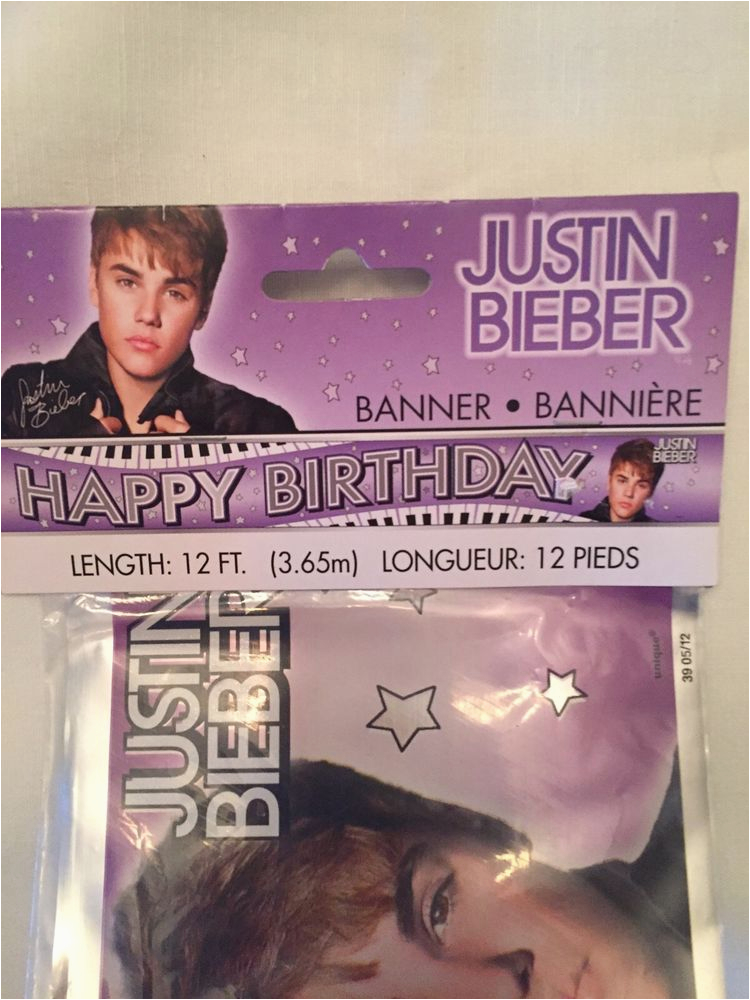 JUSTIN
BIEBER
Justin
Bieber
BANNER • BANNIÈRE
HAPPY BIRTHDAY
JUSTIN
BIEBER
LENGTH: 12 FT. (3.65m) LONGUEUR: 12 PIEDS
JUSTIN
BIEBER
unique®
39 05/12